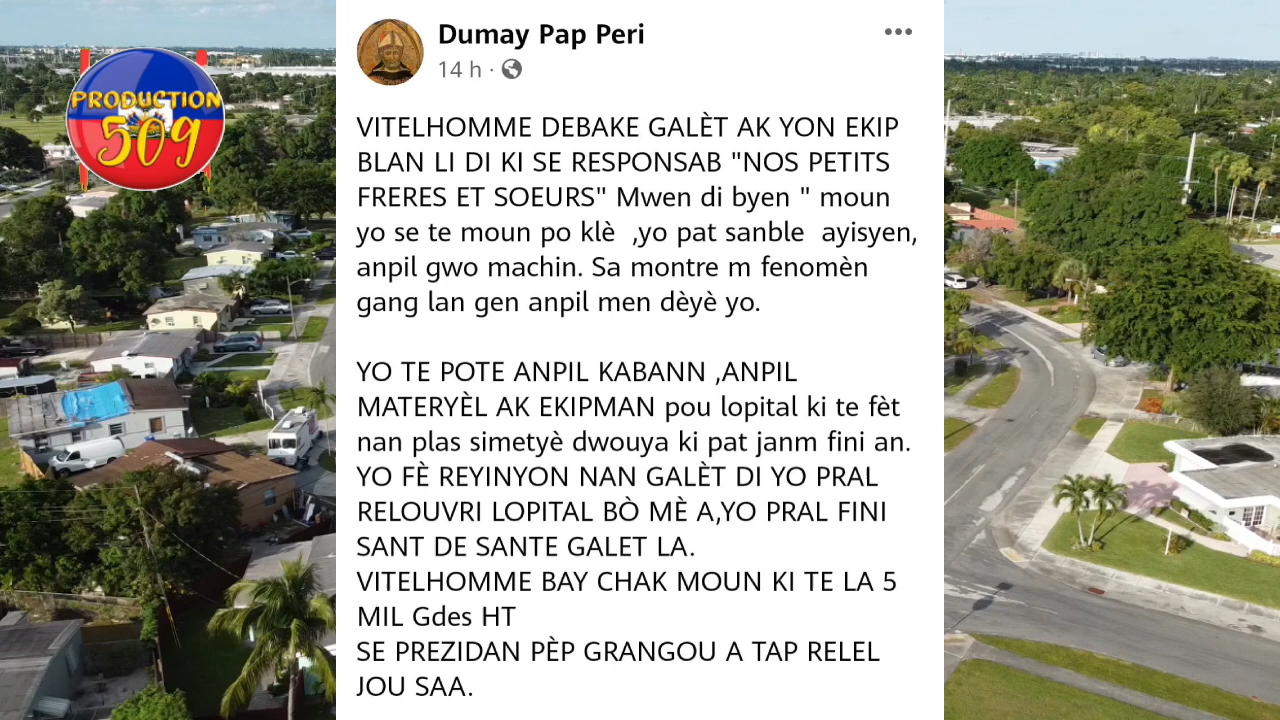 PRODUCTION
509
Dumay Pap Peri
14 h ·
VITELHOMME DEBAKE GALÈT AK YON EKIP
BLAN LI DI KI SE RESPONSAB "NOS PETITS
FRERES ET SOEURS" Mwen di byen " moun
yo se te moun po klè ,yo pat sanble ayisyen,
anpil gwo machin. Sa montre m fenomèn
gang lan gen anpil men dèyè yo.
YO TE POTE ANPIL KABANN ,ANPIL
MATERYÈL AK EKIPMAN pou lopital ki te fèt
nan plas simetyè dwouya ki pat janm fini an.
YO FÈ REYINYON NAN GALÈT DI YO PRAL
RELOUVRI LOPITAL BÒ MÈ A,YO PRAL FINI
SANT DE SANTE GALET LA.
VITELHOMME BAY CHAK MOUN KI TE LA 5
MIL Gdes HT
SE PREZIDAN PÈP GRANGOU A TAP RELEL
JOU SAA.